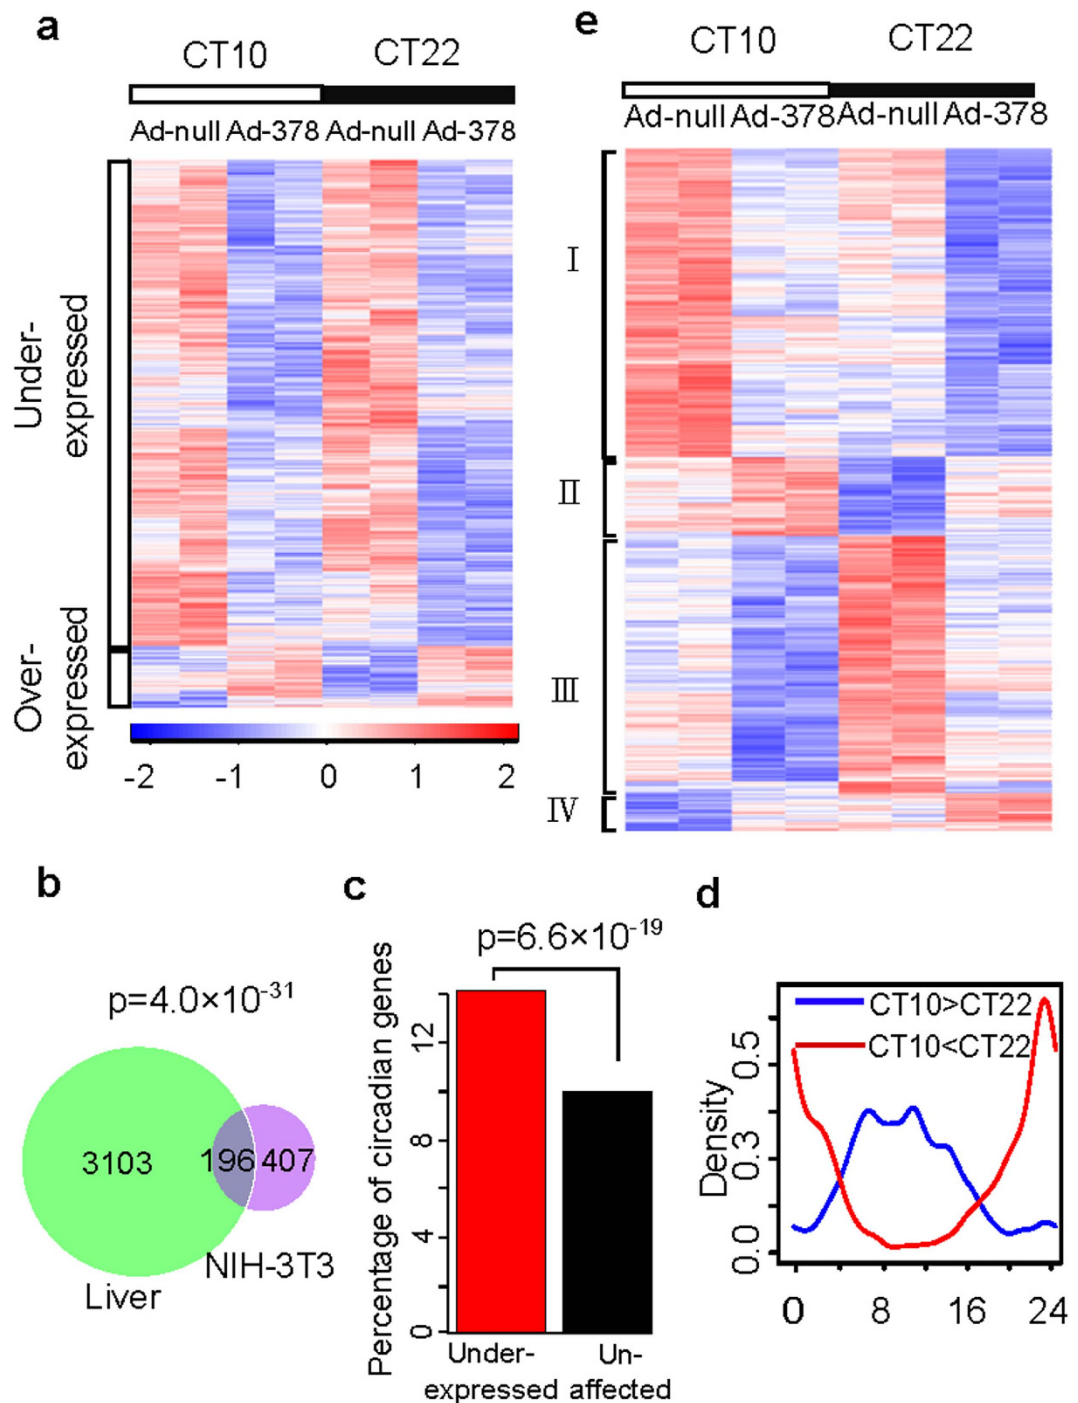 a
CT10 CT22
Ad-null Ad-378 Ad-null Ad-378
Under-
expressed
Over-
expressed
-2 -1 0 1 2
e
CT10 CT22
Ad-null Ad-378 Ad-null Ad-378
I
II
III
IV
b
p=4.0×10-31
3103 196 407
NIH-3T3
Liver
c
p=6.6×10-19
Percentage of circadian genes
12
8
4
0
Under-
expressed
Un-
affected
d
CT10>CT22
CT10<CT22
Density
0.5
0.3
0.0
0 8 16 24